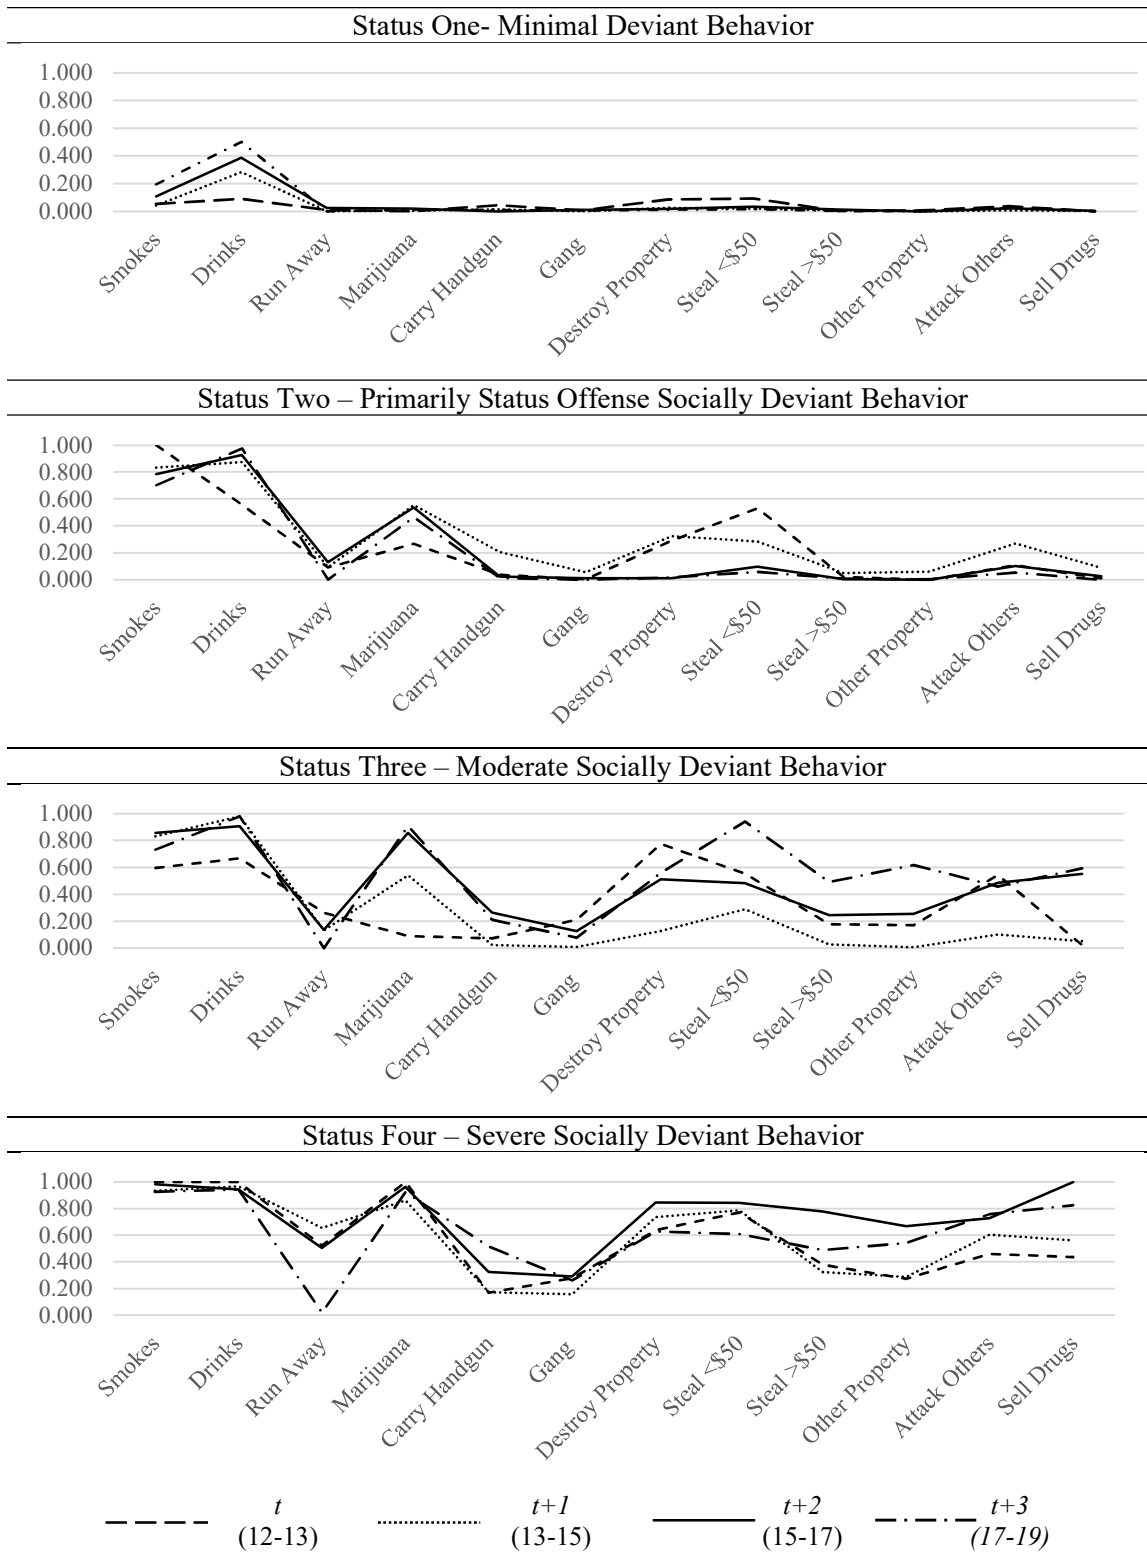 Status One- Minimal Deviant Behavior
1.000
0.800
0.600
0.400
0.200
0.000
Smokes
Drinks
Run Away
Marijuana
Carry Handgun
Gang
Destroy Property
Steal <$50
Steal >$50
Other Property
Attack Others
Sell Drugs
Status Two – Primarily Status Offense Socially Deviant Behavior
1.000
0.800
0.600
0.400
0.200
0.000
Smokes
Drinks
Run Away
Marijuana
Carry Handgun
Gang
Destroy Property
Steal <$50
Steal >$50
Other Property
Attack Others
Sell Drugs
Status Three – Moderate Socially Deviant Behavior
1.000
0.800
0.600
0.400
0.200
0.000
Smokes
Drinks
Run Away
Marijuana
Carry Handgun
Gang
Destroy Property
Steal <$50
Steal >$50
Other Property
Attack Others
Sell Drugs
Status Four – Severe Socially Deviant Behavior
1.000
0.800
0.600
0.400
0.200
0.000
Smokes
Drinks
Run Away
Marijuana
Carry Handgun
Gang
Destroy Property
Steal <$50
Steal >$50
Other Property
Attack Others
Sell Drugs
t
(12-13)
t+1
(13-15)
t+2
(15-17)
t+3
(17-19)